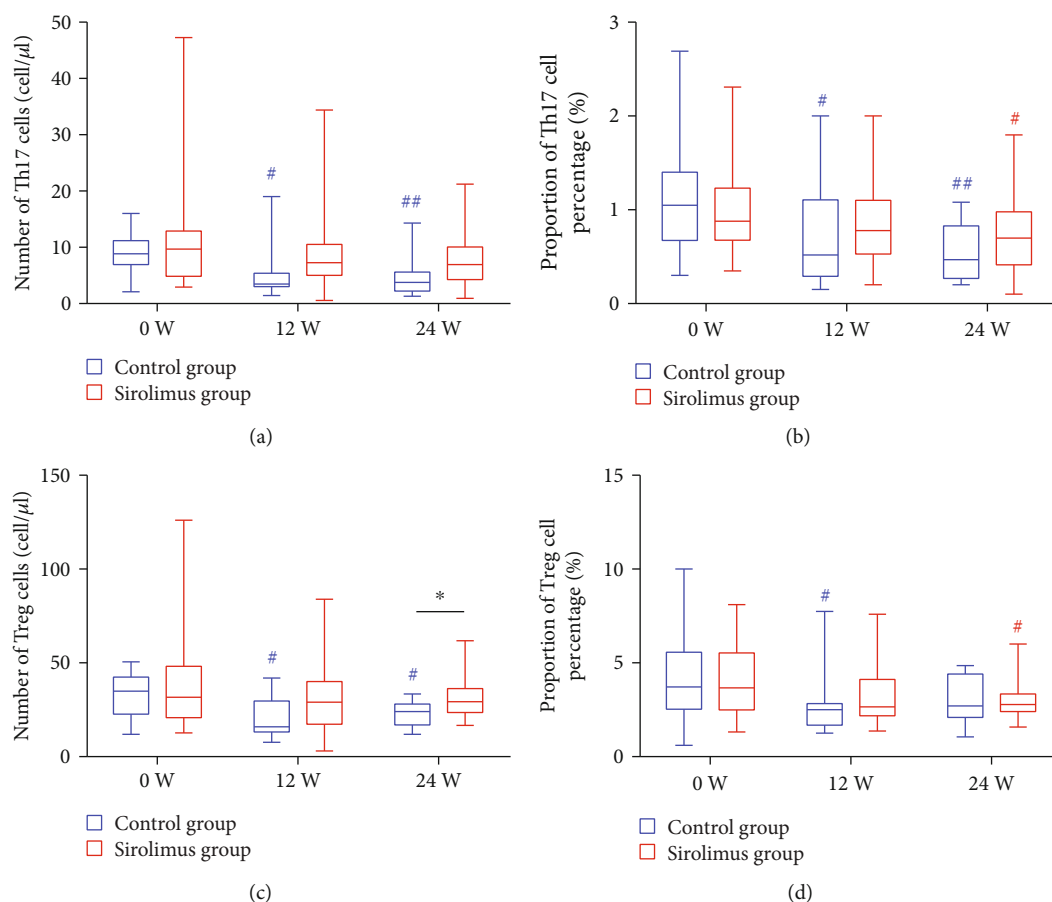 Number of Th17 cells (cell/μl)
50
40
30
20
10
0
#
##
0 W
12 W
24 W
Control group
Sirolimus group
(a)
Proportion of Th17 cell
percentage (%)
3
2
1
0
#
##
#
0 W
12 W
24 W
Control group
Sirolimus group
(b)
Number of Treg cells (cell/μl)
150
100
50
0
#
#
*
0 W
12 W
24 W
Control group
Sirolimus group
(c)
Proportion of Treg cell
percentage (%)
15
10
5
0
#
#
0 W
12 W
24 W
Control group
Sirolimus group
(d)